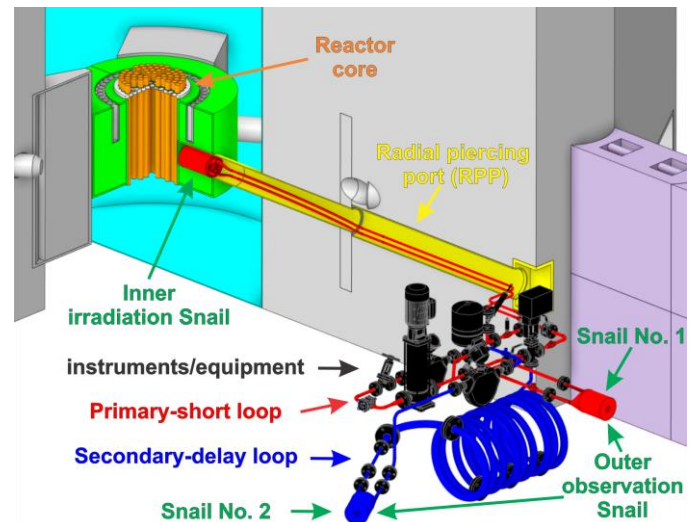 Reactor
core
Radial piercing
port (RPP)
Inner
irradiation Snail
Snail No. 1
instruments/equipment
Primary-short loop
Secondary-delay loop
Outer
observation
Snail
Snail No. 2